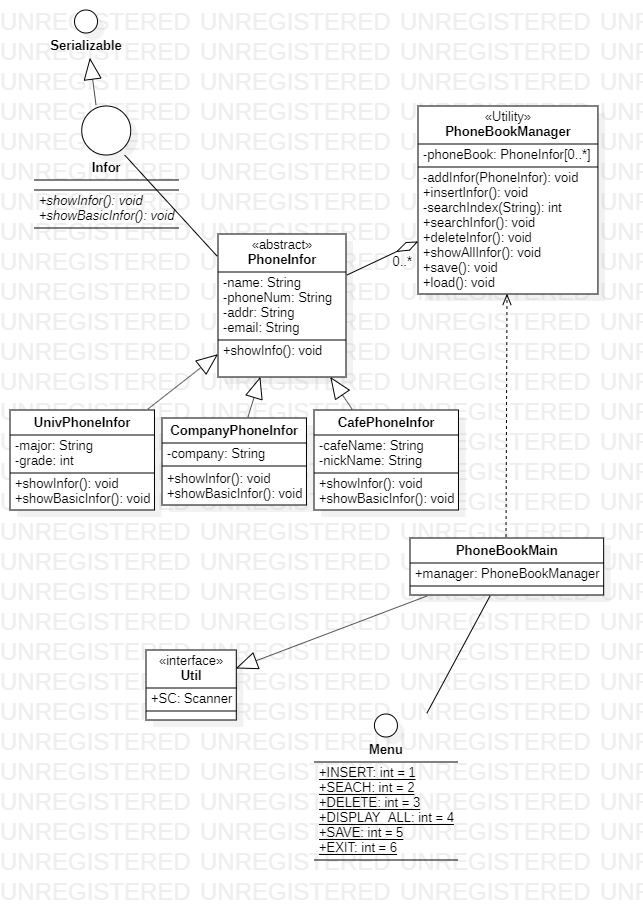 Serializable
Infor
+showInfor(): void
+showBasicInfor(): void
«Utility»
PhoneBookManager
-phoneBook: PhoneInfor[0..*]
-addInfor(PhoneInfor): void
+insertInfor(): void
-searchIndex(String): int
+searchInfor(): void
+deleteInfor(): void
+showAllInfor(): void
+save(): void
+load(): void
«abstract»
PhoneInfor
-name: String
-phoneNum: String
-addr: String
-email: String
+showInfo(): void
0..*
UnivPhoneInfor
-major: String
-grade: int
+showInfor(): void
+showBasicInfor(): void
CompanyPhoneInfor
-company: String
+showInfor(): void
+showBasicInfor(): void
CafePhoneInfor
-cafeName: String
-nickName: String
+showInfor(): void
+showBasicInfor(): void
PhoneBookMain
+manager: PhoneBookManager
«interface»
Util
+SC: Scanner
Menu
+INSERT: int = 1
+SEACH: int = 2
+DELETE: int = 3
+DISPLAY_ALL: int = 4
+SAVE: int = 5
+EXIT: int = 6
UNREGISTERED